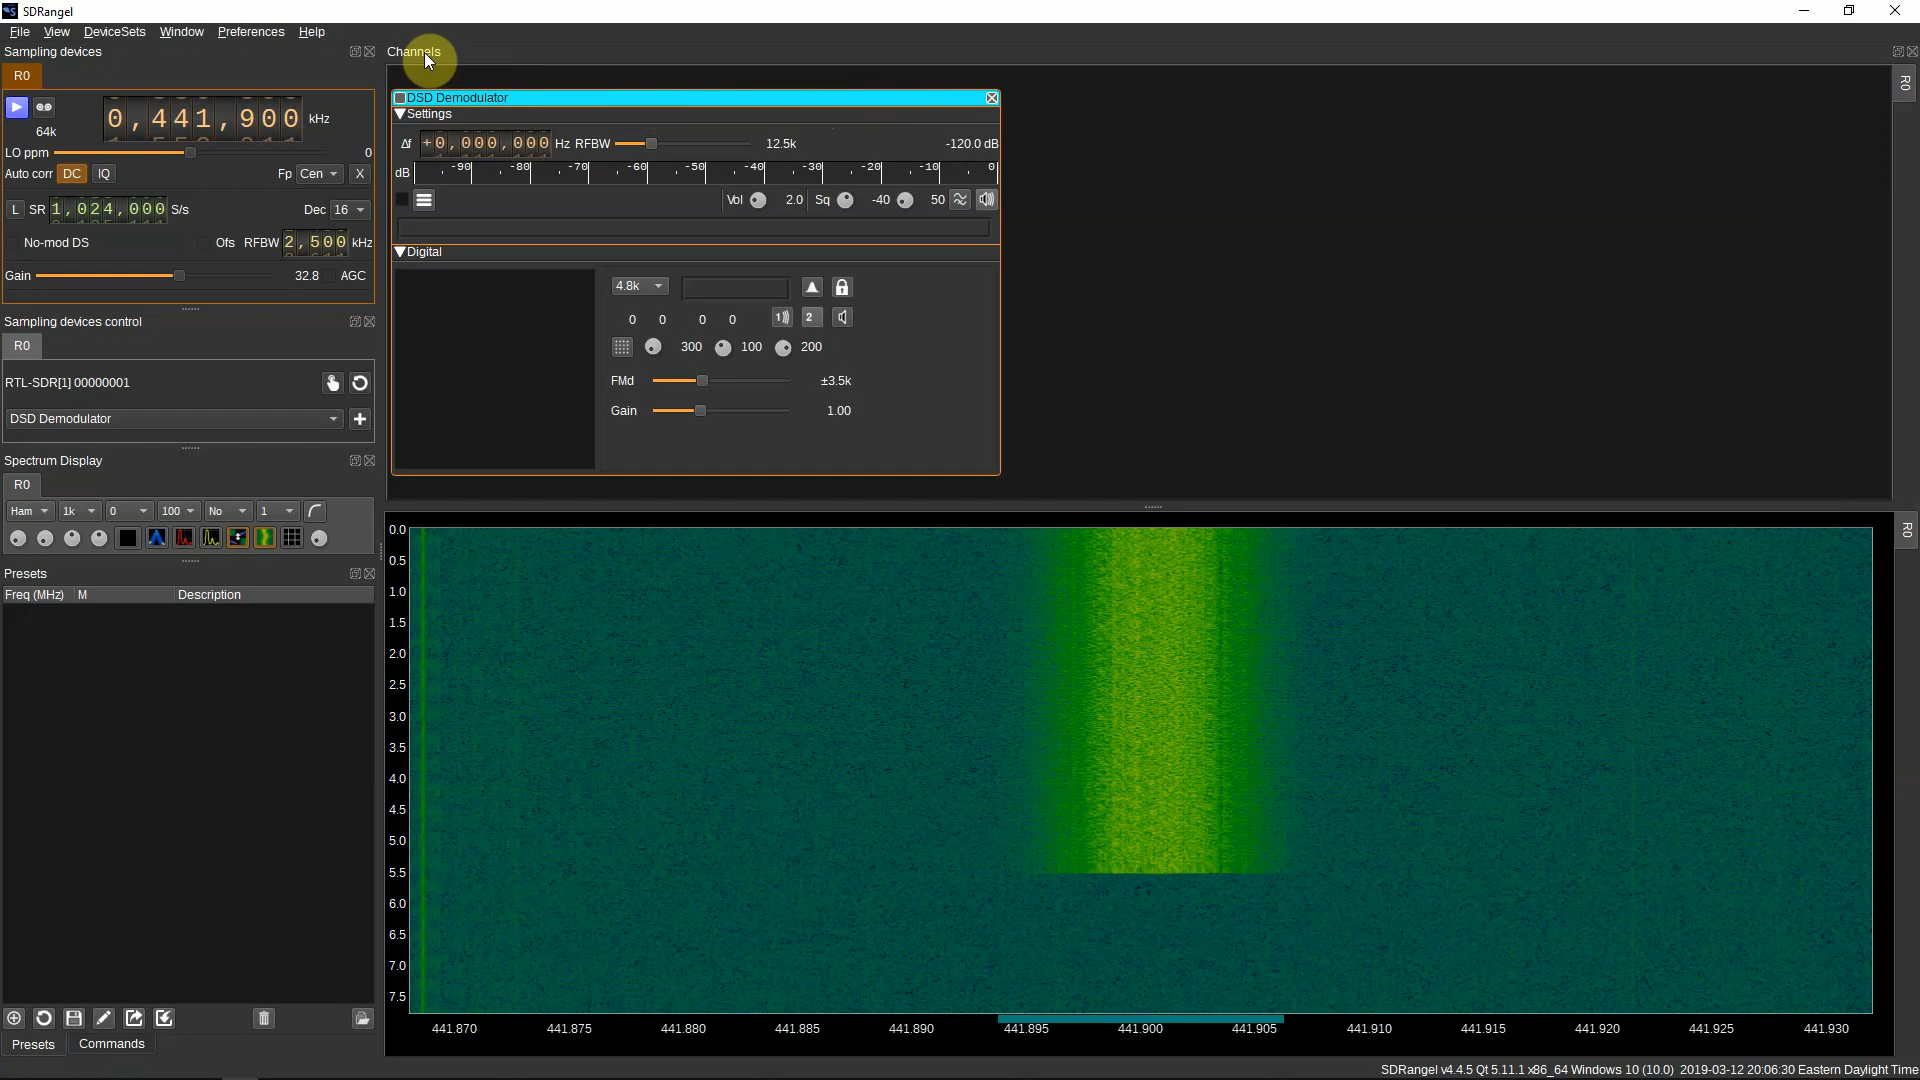 SDRangel
File View DeviceSets Window Preferences Help
Sampling devices
R0
0,441,900 kHz
64k
LO ppm 0
Auto corr DC IQ Fp Cen X
L SR 1,024,000 S/s Dec 16
No-mod DS Ofs RFBW 2,500 kHz
Gain 32.8 AGC
Sampling devices control
R0
RTL-SDR[1] 00000001
DSD Demodulator
Spectrum Display
R0
Ham 1k 0 100 No 1
Presets
Freq (MHz) M Description
Presets Commands
Channels
R0
DSD Demodulator
Settings
Δf +0,000,000 Hz RFBW 12.5k -120.0 dB
dB -90 -80 -70 -60 -50 -40 -30 -20 -10 0
Vol 2.0 Sq -40 50
Digital
4.8k
0 0 0 0 1 2
300 100 200
FMd ±3.5k
Gain 1.00
R0
0.0
0.5
1.0
1.5
2.0
2.5
3.0
3.5
4.0
4.5
5.0
5.5
6.0
6.5
7.0
7.5
441.870 441.875 441.880 441.885 441.890 441.895 441.900 441.905 441.910 441.915 441.920 441.925 441.930
SDRangel v4.4.5 Qt 5.11.1 x86_64 Windows 10 (10.0) 2019-03-12 20:06:30 Eastern Daylight Time